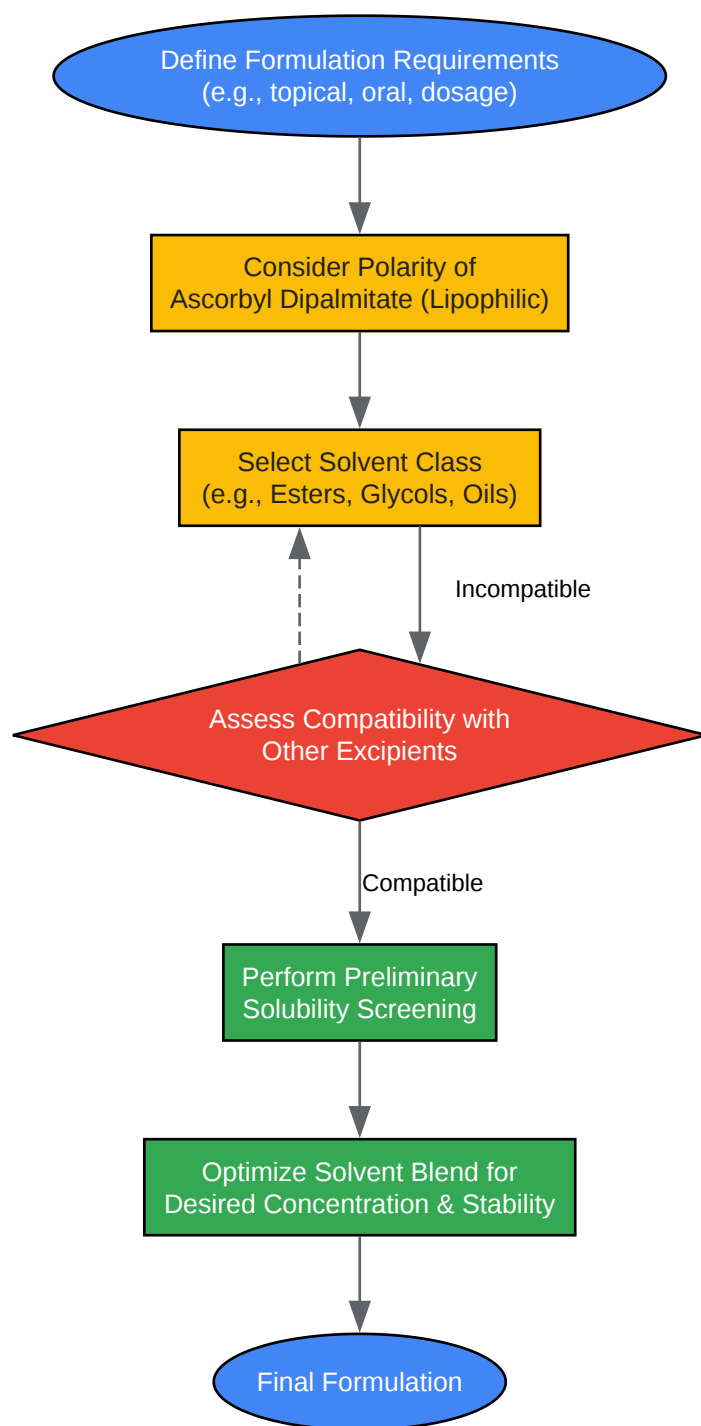 Define Formulation Requirements
(e.g., topical, oral, dosage)
Consider Polarity of
Ascorbyl Dipalmitate (Lipophilic)
Select Solvent Class
(e.g., Esters, Glycols, Oils)
Incompatible
Assess Compatibility with
Other Excipients
Compatible
Perform Preliminary
Solubility Screening
Optimize Solvent Blend for
Desired Concentration & Stability
Final Formulation